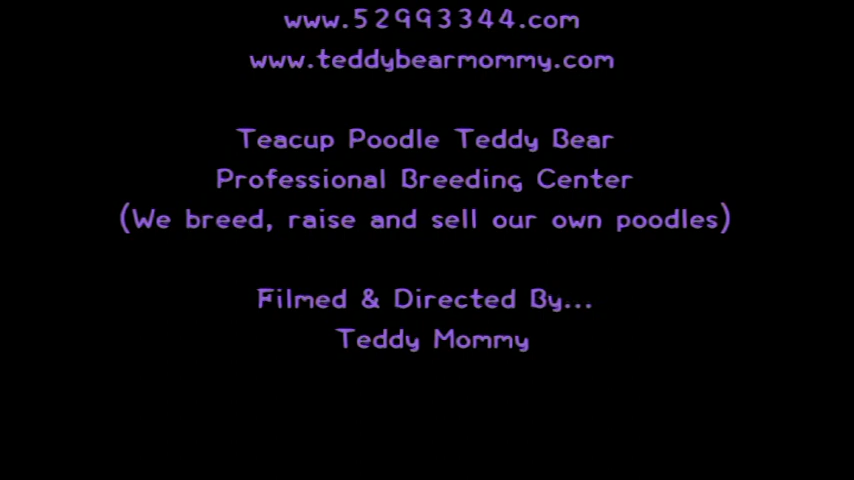 www.52993344.com
www.teddybearmommy.com
Teacup Poodle Teddy Bear
Professional Breeding Center
(We breed, raise and sell our own poodles)
Filmed & Directed By...
Teddy Mommy